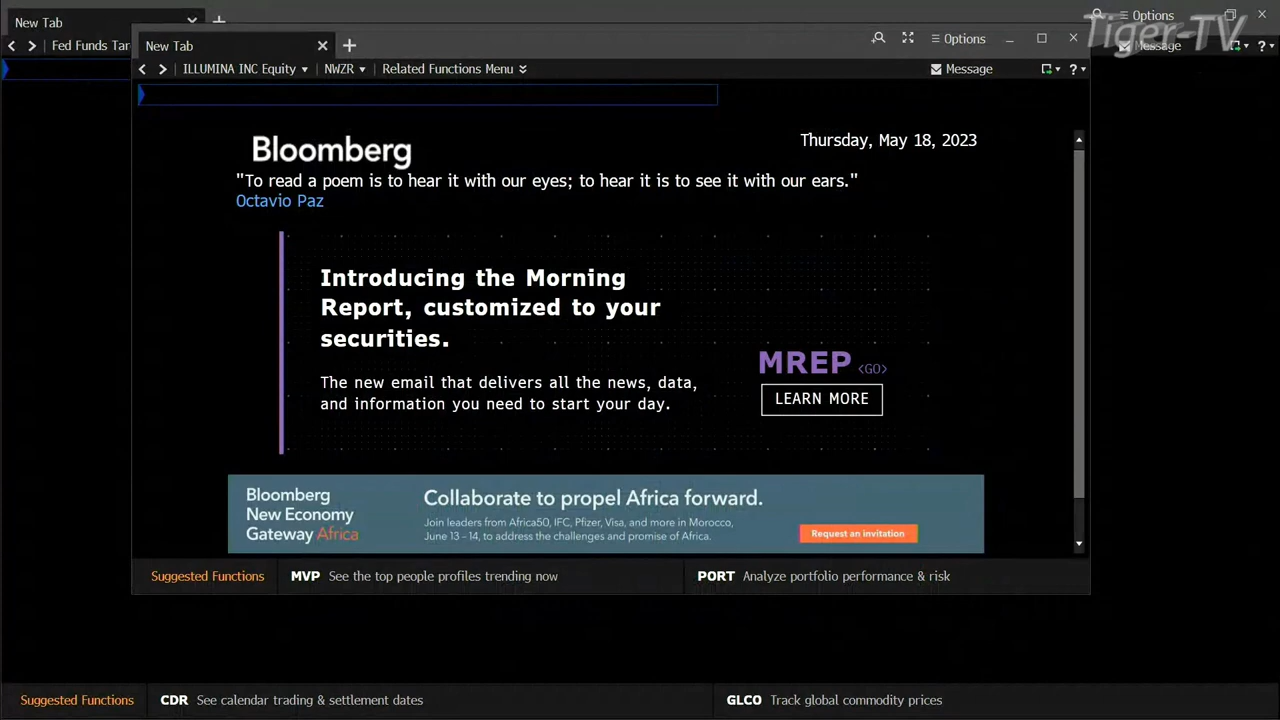 New Tab
Options
Tiger-TV
Fed Funds Tar
Message
?
New Tab
Options
ILLUMINA INC Equity
NWZR
Related Functions Menu
Message
?
Bloomberg
Thursday, May 18, 2023
"To read a poem is to hear it with our eyes; to hear it is to see it with our ears."
Octavio Paz
Introducing the Morning
Report, customized to your
securities.
The new email that delivers all the news, data,
and information you need to start your day.
MREP <GO>
LEARN MORE
Bloomberg
New Economy
Gateway Africa
Collaborate to propel Africa forward.
Join leaders from Africa50, IFC, Pfizer, Visa, and more in Morocco,
June 13 - 14, to address the challenges and promise of Africa.
Request an invitation
Suggested Functions
MVP See the top people profiles trending now
PORT Analyze portfolio performance & risk
Suggested Functions
CDR See calendar trading & settlement dates
GLCO Track global commodity prices